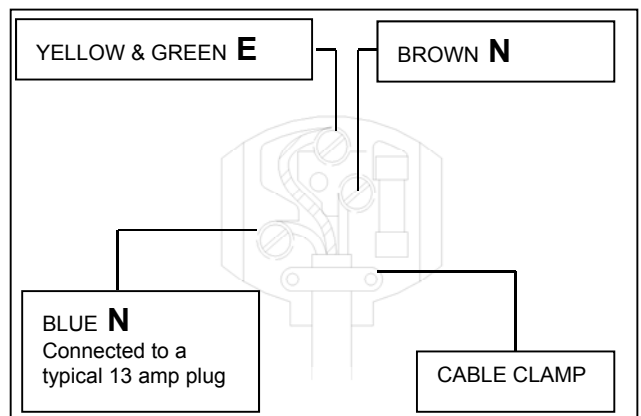 YELLOW & GREEN E
BROWN N
BLUE N
Connected to a
typical 13 amp plug
CABLE CLAMP